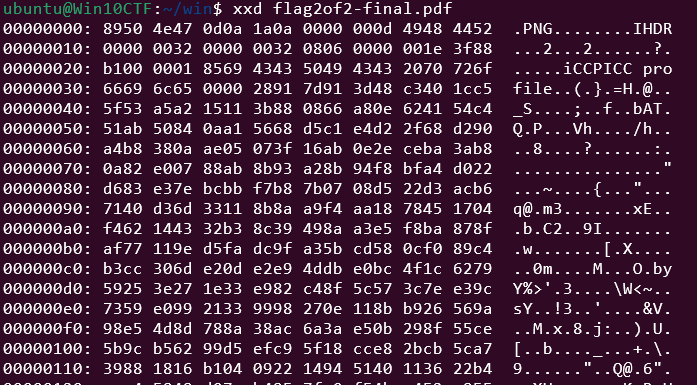 ubuntu@Win10CTF:~/win$ xxd flag2of2-final.pdf
00000000: 8950 4e47 0d0a 1a0a 0000 000d 4948 4452  .PNG........IHDR
00000010: 0000 0032 0000 0032 0806 0000 001e 3f88  ...2...2......?.
00000020: b100 0001 8569 4343 5049 4343 2070 726f  .....iCCPICC pro
00000030: 6669 6c65 0000 2891 7d91 3d48 c340 1cc5  file..(.}.=H.@..
00000040: 5f53 a5a2 1511 3b88 0866 a80e 6241 54c4  _S....;..f..bAT.
00000050: 51ab 5084 0aa1 5668 d5c1 e4d2 2f68 d290  Q.P...Vh..../h..
00000060: a4b8 380a ae05 073f 16ab 0e2e ceba 3ab8  ..8....?......:.
00000070: 0a82 e007 88ab 8b93 a28b 94f8 bfa4 d022  ..............."
00000080: d683 e37e bcbb f7b8 7b07 08d5 22d3 acb6  ...~....{..."...
00000090: 7140 d36d 3311 8b8a a9f4 aa18 7845 1704  q@.m3.......xE..
000000a0: f462 1443 32b3 8c39 498a a3e5 f8ba 878f  .b.C2..9I.......
000000b0: af77 119e d5fa dc9f a35b cd58 0cf0 89c4  .w.......[.X....
000000c0: b3cc 306d e20d e2e9 4ddb e0bc 4f1c 6279  ..0m....M...O.by
000000d0: 5925 3e27 1e33 e982 c48f 5c57 3c7e e39c  Y%>'.3....\W<~..
000000e0: 7359 e099 2133 9998 270e 118b b926 569a  sY..!3..'....&V.
000000f0: 98e5 4d8d 788a 38ac 6a3a e50b 298f 55ce  ..M.x.8.j:..).U.
00000100: 5b9c b562 99d5 efc9 5f18 cce8 2bcb 5ca7  [..b...._...+.\.
00000110: 3988 1816 b104 0922 1494 5140 1136 22b4  9......"..Q@.6".